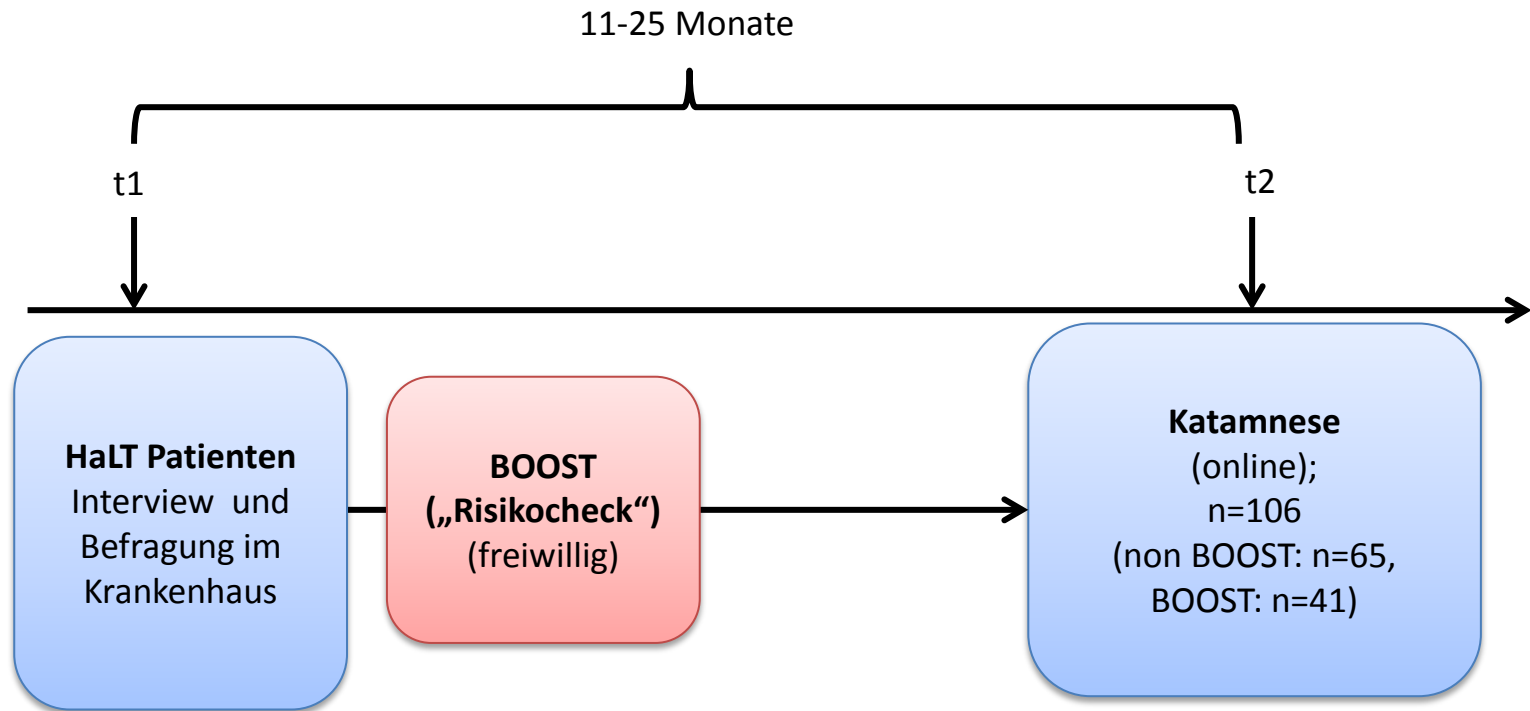 11-25 Monate
t1
t2
HaLT Patienten
Interview und
Befragung im
Krankenhaus
BOOST
(„Risikocheck“)
(freiwillig)
Katamnese
(online);
n=106
(non BOOST: n=65,
BOOST: n=41)